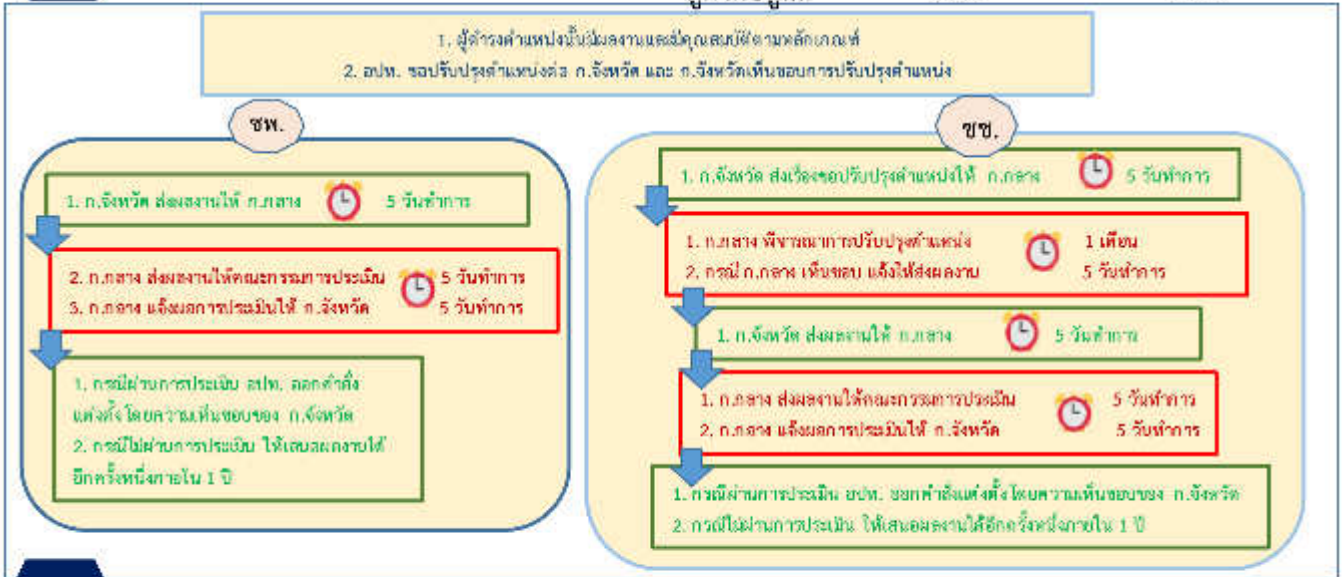 1. ผู้ดำรงตำแหน่งนั้นมีผลงานและมีคุณสมบัติตามหลักเกณฑ์
2. อปท. ขอปรับปรุงตำแหน่งต่อ ก.จังหวัด และ ก.จังหวัดเห็นชอบการปรับปรุงตำแหน่ง
ชพ.
1. ก.จังหวัด ส่งผลงานให้ ก.กลาง 5 วันทำการ
2. ก.กลาง ส่งผลงานให้คณะกรรมการประเมิน 5 วันทำการ
3. ก.กลาง แจ้งผลการประเมินให้ ก.จังหวัด 5 วันทำการ
1. กรณีผ่านการประเมิน อปท. ออกคำสั่ง
แต่งตั้ง โดยความเห็นชอบของ ก.จังหวัด
2. กรณีไม่ผ่านการประเมิน ให้เสนอผลงานได้
อีกครั้งหนึ่งภายใน 1 ปี
ชช.
1. ก.จังหวัด ส่งเรื่องขอปรับปรุงตำแหน่งให้ ก.กลาง 5 วันทำการ
1. ก.กลาง พิจารณาการปรับปรุงตำแหน่ง 1 เดือน
2. กรณี ก.กลาง เห็นชอบ แจ้งให้ส่งผลงาน 5 วันทำการ
1. ก.จังหวัด ส่งผลงานให้ ก.กลาง 5 วันทำการ
1. ก.กลาง ส่งผลงานให้คณะกรรมการประเมิน 5 วันทำการ
2. ก.กลาง แจ้งผลการประเมินให้ ก.จังหวัด 5 วันทำการ
1. กรณีผ่านการประเมิน อปท. ออกคำสั่งแต่งตั้ง โดยความเห็นชอบของ ก.จังหวัด
2. กรณีไม่ผ่านการประเมิน ให้เสนอผลงานได้อีกครั้งหนึ่งภายใน 1 ปี